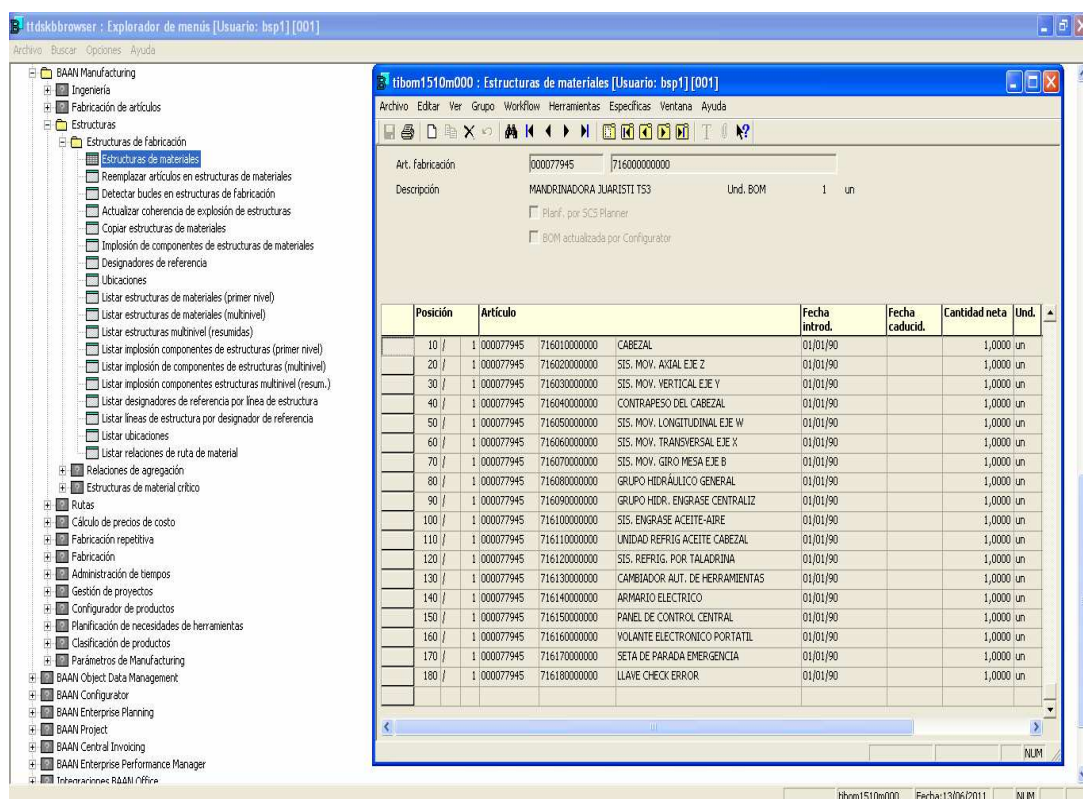 ttdskbbrowser : Explorador de menús [Usuario: bsp1] [001]
Archivo Buscar Opciones Ayuda
BAAN Manufacturing
Ingeniería
Fabricación de artículos
Estructuras
Estructuras de fabricación
Estructuras de materiales
Reemplazar artículos en estructuras de materiales
Detectar bucles en estructuras de fabricación
Actualizar coherencia de explosión de estructuras
Copiar estructuras de materiales
Implosión de componentes de estructuras de materiales
Designadores de referencia
Ubicaciones
Listar estructuras de materiales (primer nivel)
Listar estructuras de materiales (multinivel)
Listar estructuras multinivel (resumidas)
Listar implosión componentes de estructuras (primer nivel)
Listar implosión de componentes de estructuras (multinivel)
Listar implosión componentes estructuras multinivel (resum.)
Listar designadores de referencia por línea de estructura
Listar líneas de estructura por designador de referencia
Listar ubicaciones
Listar relaciones de ruta de material
Relaciones de agregación
Estructuras de material crítico
Rutas
Cálculo de precios de costo
Fabricación repetitiva
Fabricación
Administración de tiempos
Gestión de proyectos
Configurador de productos
Planificación de necesidades de herramientas
Clasificación de productos
Parámetros de Manufacturing
BAAN Object Data Management
BAAN Configurator
BAAN Enterprise Planning
BAAN Project
BAAN Central Invoicing
BAAN Enterprise Performance Manager
Integraciones BAAN Office
tibom1510m000 : Estructuras de materiales [Usuario: bsp1] [001]
Archivo Editar Ver Grupo Workflow Herramientas Específicas Ventana Ayuda
Art. fabricación 000077945 716000000000
Descripción MANDRINADORA JUARISTI TS3 Und. BOM 1 un
Planif. por SCS Planner
BOM actualizada por Configurator
Posición Artículo Fecha introd. Fecha caducid. Cantidad neta Und.
10 / 1 000077945 716010000000 CABEZAL 01/01/90 1,0000 un
20 / 1 000077945 716020000000 SIS. MOV. AXIAL EJE Z 01/01/90 1,0000 un
30 / 1 000077945 716030000000 SIS. MOV. VERTICAL EJE Y 01/01/90 1,0000 un
40 / 1 000077945 716040000000 CONTRAPESO DEL CABEZAL 01/01/90 1,0000 un
50 / 1 000077945 716050000000 SIS. MOV. LONGITUDINAL EJE W 01/01/90 1,0000 un
60 / 1 000077945 716060000000 SIS. MOV. TRANSVERSAL EJE X 01/01/90 1,0000 un
70 / 1 000077945 716070000000 SIS. MOV. GIRO MESA EJE B 01/01/90 1,0000 un
80 / 1 000077945 716080000000 GRUPO HIDRÁULICO GENERAL 01/01/90 1,0000 un
90 / 1 000077945 716090000000 GRUPO HIDR. ENGRASE CENTRALIZ 01/01/90 1,0000 un
100 / 1 000077945 716100000000 SIS. ENGRASE ACEITE-AIRE 01/01/90 1,0000 un
110 / 1 000077945 716110000000 UNIDAD REFRIG ACEITE CABEZAL 01/01/90 1,0000 un
120 / 1 000077945 716120000000 SIS. REFRIG. POR TALADRINA 01/01/90 1,0000 un
130 / 1 000077945 716130000000 CAMBIADOR AUT. DE HERRAMIENTAS 01/01/90 1,0000 un
140 / 1 000077945 716140000000 ARMARIO ELECTRICO 01/01/90 1,0000 un
150 / 1 000077945 716150000000 PANEL DE CONTROL CENTRAL 01/01/90 1,0000 un
160 / 1 000077945 716160000000 VOLANTE ELECTRONICO PORTATIL 01/01/90 1,0000 un
170 / 1 000077945 716170000000 SETA DE PARADA EMERGENCIA 01/01/90 1,0000 un
180 / 1 000077945 716180000000 LLAVE CHECK ERROR 01/01/90 1,0000 un
NUM
tibom1510m000 Fecha:13/06/2011 NUM